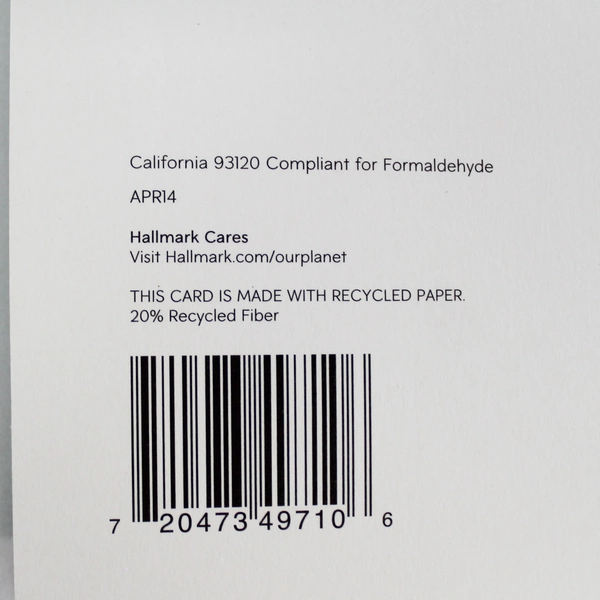 California 93120 Compliant for Formaldehyde
APR14
Hallmark Cares
Visit Hallmark.com/ourplanet
THIS CARD IS MADE WITH RECYCLED PAPER.
20% Recycled Fiber
7 20473 49710 6